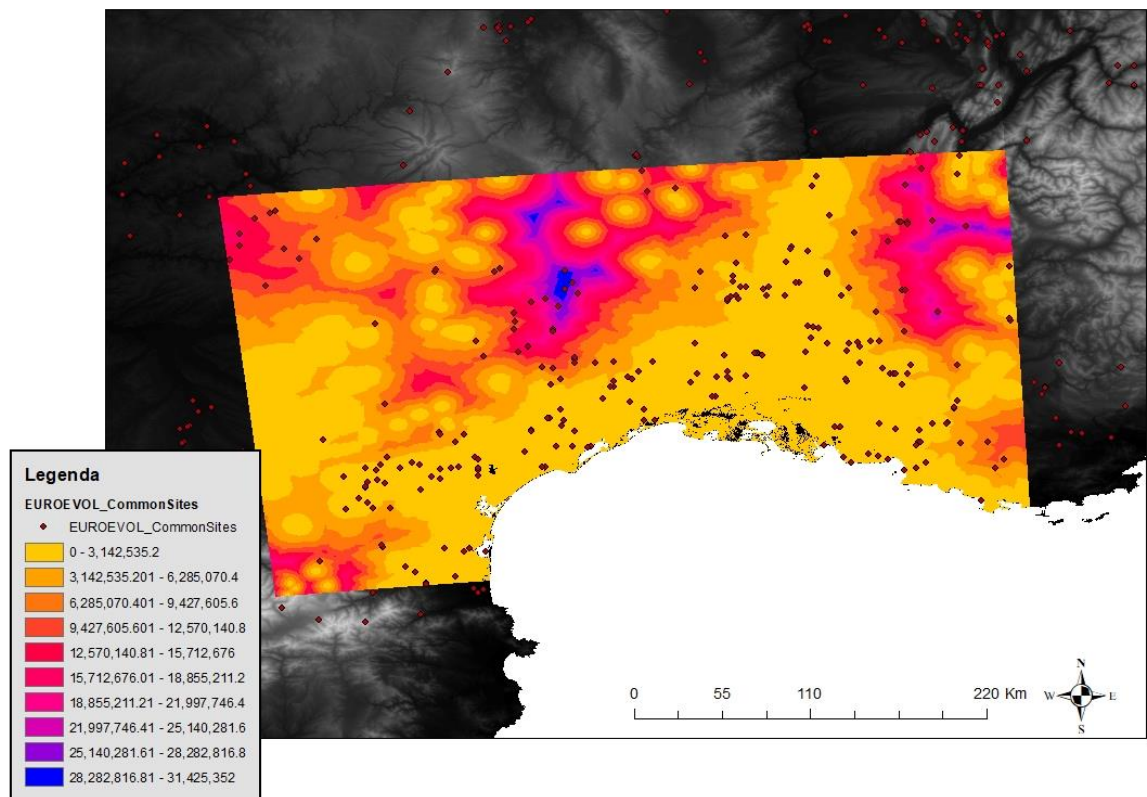 Legenda
EUROEVOL_CommonSites
EUROEVOL_CommonSites
0 - 3,142,535.2
3,142,535.201 - 6,285,070.4
6,285,070.401 - 9,427,605.6
9,427,605.601 - 12,570,140.8
12,570,140.81 - 15,712,676
15,712,676.01 - 18,855,211.2
18,855,211.21 - 21,997,746.4
21,997,746.41 - 25,140,281.6
25,140,281.61 - 28,282,816.8
28,282,816.81 - 31,425,352
0 55 110 220 Km
N
W E
S